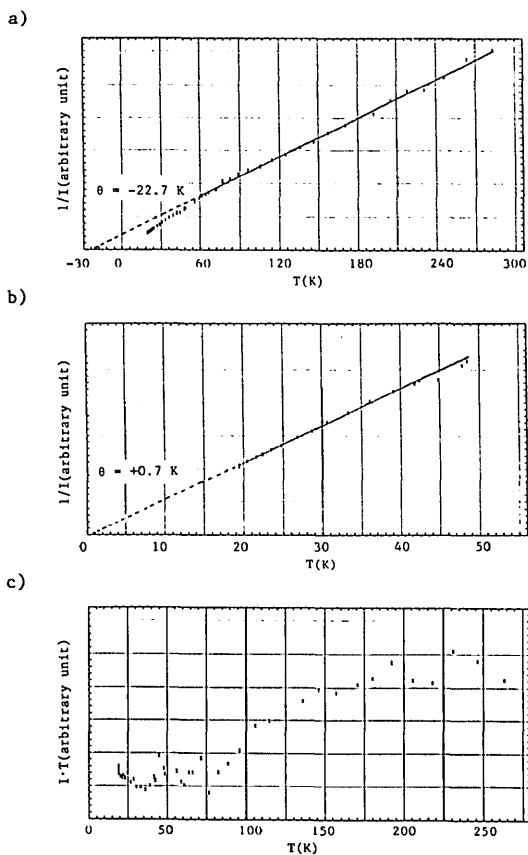 a)
1/I(arbitrary unit)
θ = -22.7 K
-30 0 60 120 180 240 300
T(K)
b)
1/I(arbitrary unit)
θ = +0.7 K
0 10 20 30 40 50
T(K)
c)
I·T(arbitrary unit)
0 50 100 150 200 250
T(K)